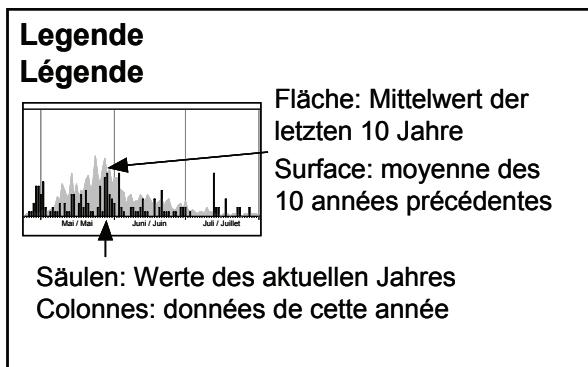 Legende
Légende
Fläche: Mittelwert der
letzten 10 Jahre
Surface: moyenne des
10 années précédentes
Mai / Mai Juni / Juin Juli / Juillet
Säulen: Werte des aktuellen Jahres
Colonnes: données de cette année